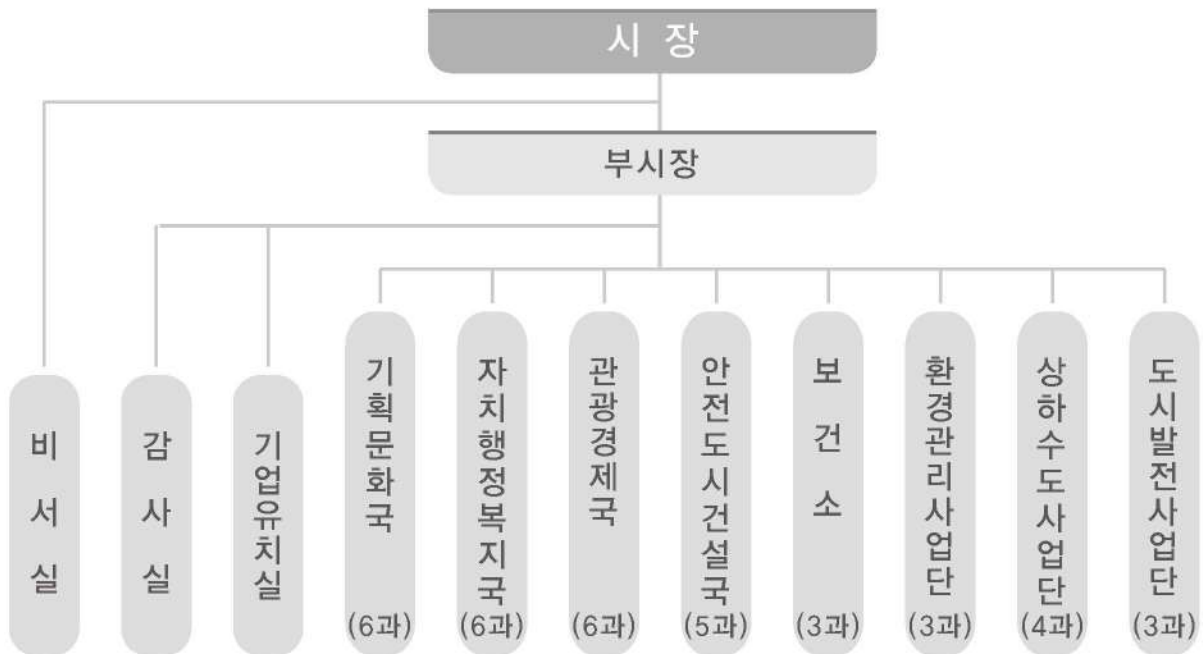 시 장
부시장
비서실
감사실
기업유치실
기획문화국
(6과)
자치행정복지국
(6과)
관광경제국
(6과)
안전도시건설국
(5과)
보건소
(3과)
환경관리사업단
(3과)
상하수도사업단
(4과)
도시발전사업단
(3과)